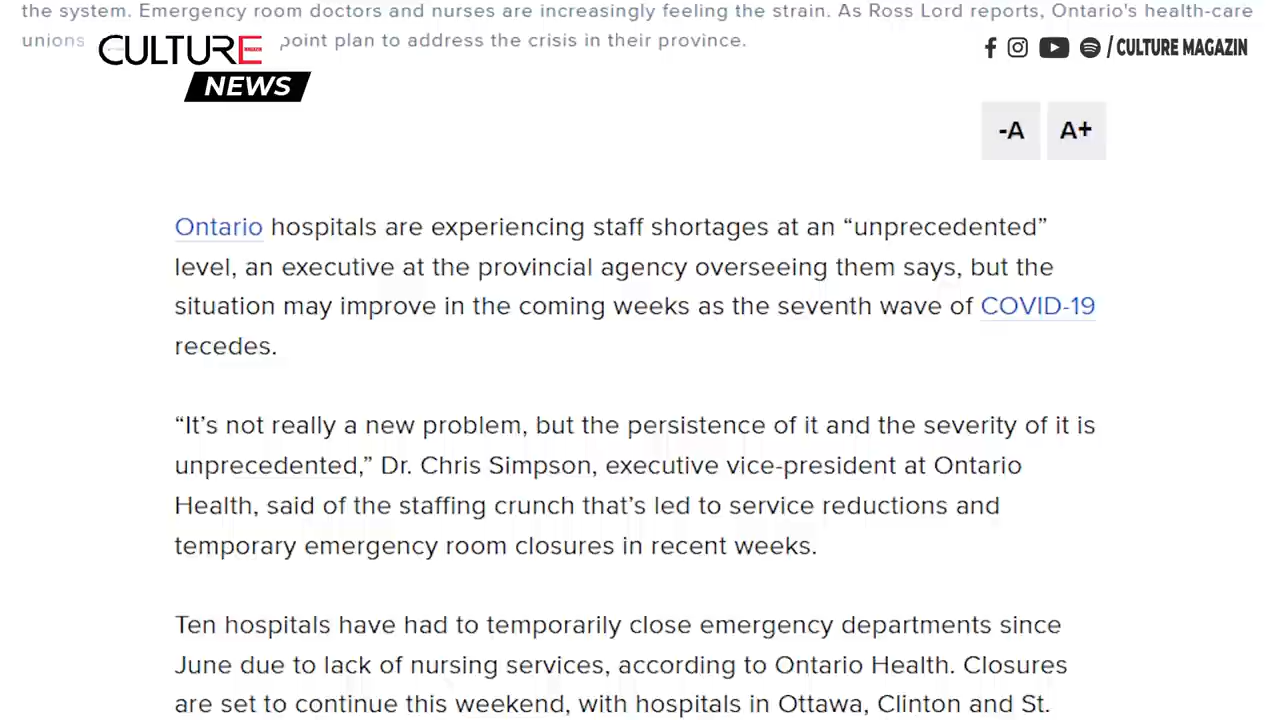 the system. Emergency room doctors and nurses are increasingly feeling the strain. As Ross Lord reports, Ontario's health-care
unions point plan to address the crisis in their province.
CULTURE
NEWS
/CULTURE MAGAZIN
-A A+
Ontario hospitals are experiencing staff shortages at an “unprecedented”
level, an executive at the provincial agency overseeing them says, but the
situation may improve in the coming weeks as the seventh wave of COVID-19
recedes.
“It’s not really a new problem, but the persistence of it and the severity of it is
unprecedented,” Dr. Chris Simpson, executive vice-president at Ontario
Health, said of the staffing crunch that’s led to service reductions and
temporary emergency room closures in recent weeks.
Ten hospitals have had to temporarily close emergency departments since
June due to lack of nursing services, according to Ontario Health. Closures
are set to continue this weekend, with hospitals in Ottawa, Clinton and St.